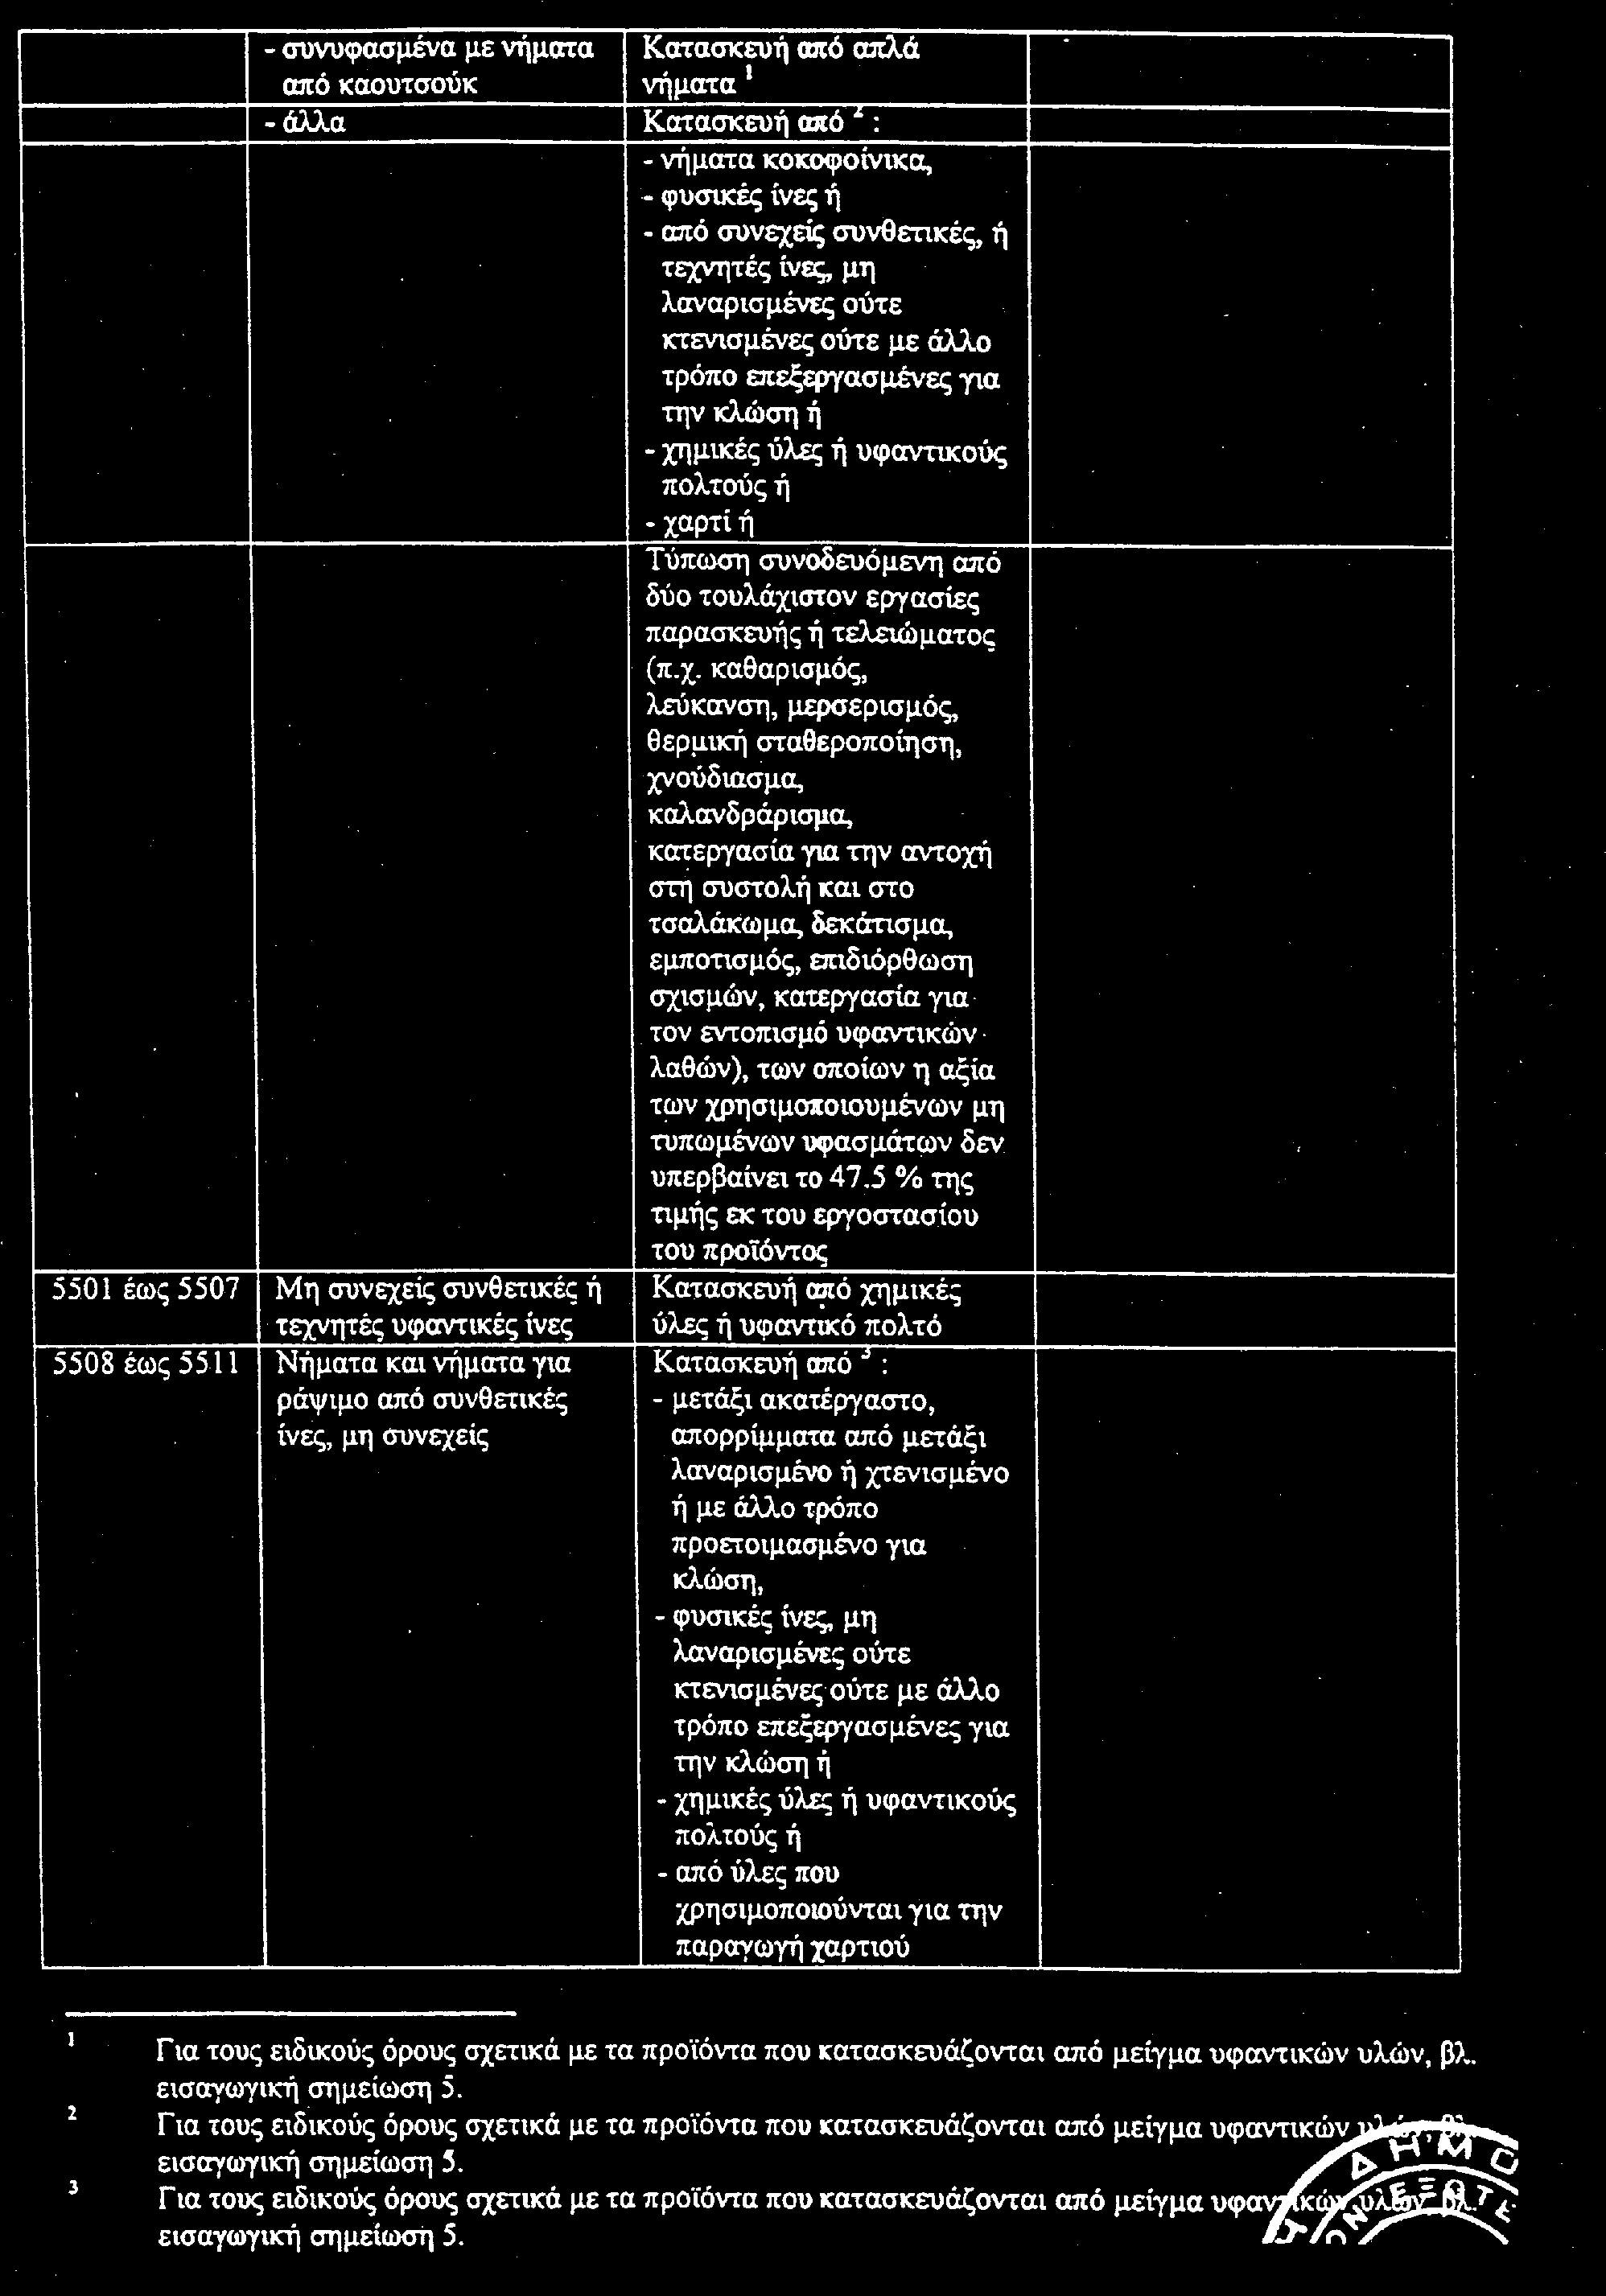 - συνυφασμένα με νήματα
από καουτσούκ
Κατασκευή από απλά
νήματα 1
- άλλα
Κατασκευή από 2 :
- νήματα κοκοφοίνικα,
- φυσικές ίνες ή
- από συνεχείς συνθετικές, ή
τεχνητές ίνες, μη
λαναρισμένες ούτε
κτενισμένες ούτε με άλλο
τρόπο επεξεργασμένες για
την κλώση ή
- χημικές ύλες ή υφαντικούς
πολτούς ή
- χαρτί ή
Τύπωση συνοδευόμενη από
δύο τουλάχιστον εργασίες
παρασκευής ή τελειώματος
(π.χ. καθαρισμός,
λεύκανση, μερσερισμός,
θερμική σταθεροποίηση,
χνούδιασμα,
καλανδράρισμα,
κατεργασία για την αντοχή
στη συστολή και στο
τσαλάκωμα, δεκάτισμα,
εμποτισμός, επιδιόρθωση
σχισμών, κατεργασία για
τον εντοπισμό υφαντικών
λαθών), των οποίων η αξία
των χρησιμοποιουμένων μη
τυπωμένων υφασμάτων δεν
υπερβαίνει το 47.5 % της
τιμής εκ του εργοστασίου
του προϊόντος
5501 έως 5507
Μη συνεχείς συνθετικές ή
τεχνητές υφαντικές ίνες
Κατασκευή από χημικές
ύλες ή υφαντικό πολτό
5508 έως 5511
Νήματα και νήματα για
ράψιμο από συνθετικές
ίνες, μη συνεχείς
Κατασκευή από 3 :
- μετάξι ακατέργαστο,
απορρίμματα από μετάξι
λαναρισμένο ή χτενισμένο
ή με άλλο τρόπο
προετοιμασμένο για
κλώση,
- φυσικές ίνες, μη
λαναρισμένες ούτε
κτενισμένες ούτε με άλλο
τρόπο επεξεργασμένες για
την κλώση ή
- χημικές ύλες ή υφαντικούς
πολτούς ή
- από ύλες που
χρησιμοποιούνται για την
παραγωγή χαρτιού
1 Για τους ειδικούς όρους σχετικά με τα προϊόντα που κατασκευάζονται από μείγμα υφαντικών υλών, βλ.
εισαγωγική σημείωση 5.
2 Για τους ειδικούς όρους σχετικά με τα προϊόντα που κατασκευάζονται από μείγμα υφαντικών υλών, βλ.
εισαγωγική σημείωση 5.
3 Για τους ειδικούς όρους σχετικά με τα προϊόντα που κατασκευάζονται από μείγμα υφαντικών υλών, βλ.
εισαγωγική σημείωση 5.